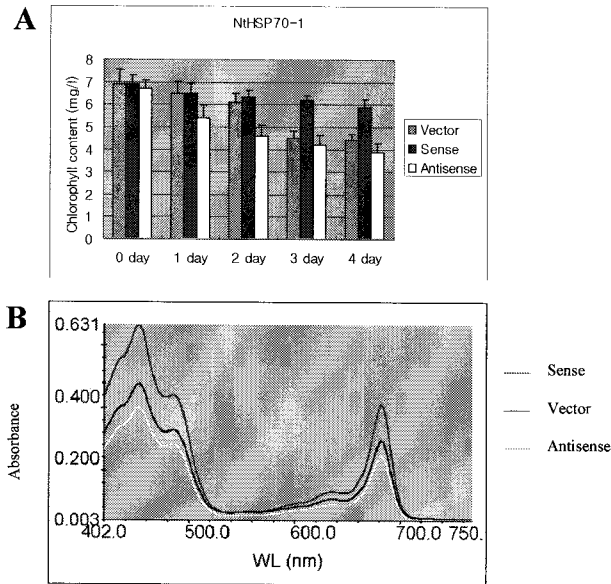 A
NtHSP70-1
Chlorophyll content (mg/l)
8
7
6
5
4
3
2
1
0
0 day
1 day
2 day
3 day
4 day
Vector
Sense
Antisense
B
Absorbance
0.631
0.400
0.200
0.003
402.0
500.0
600.0
700.0
750.
WL (nm)
Sense
Vector
Antisense